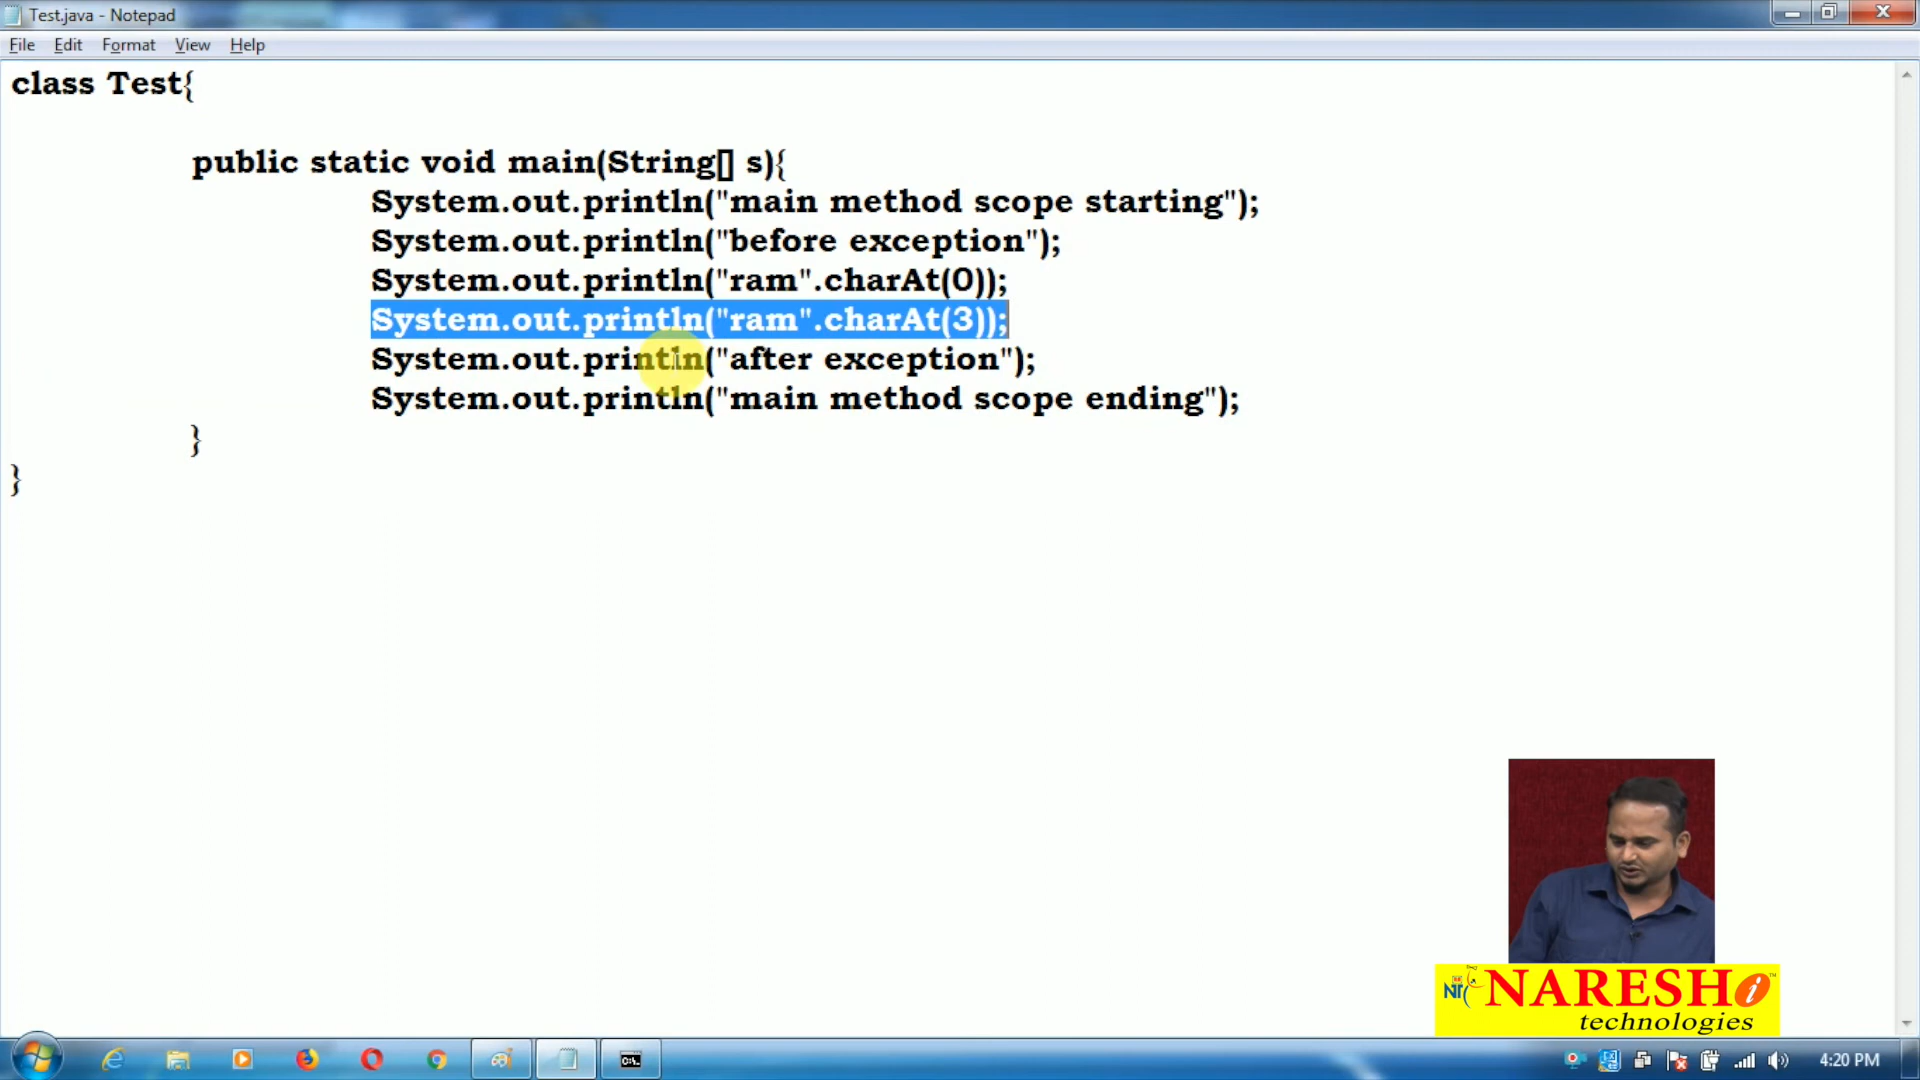 Test.java - Notepad
File Edit Format View Help
class Test{
public static void main(String[] s){
System.out.println("main method scope starting");
System.out.println("before exception");
System.out.println("ram".charAt(0));
System.out.println("ram".charAt(3));
System.out.println("after exception");
System.out.println("main method scope ending");
}
}
NARESH i
technologies
4:20 PM